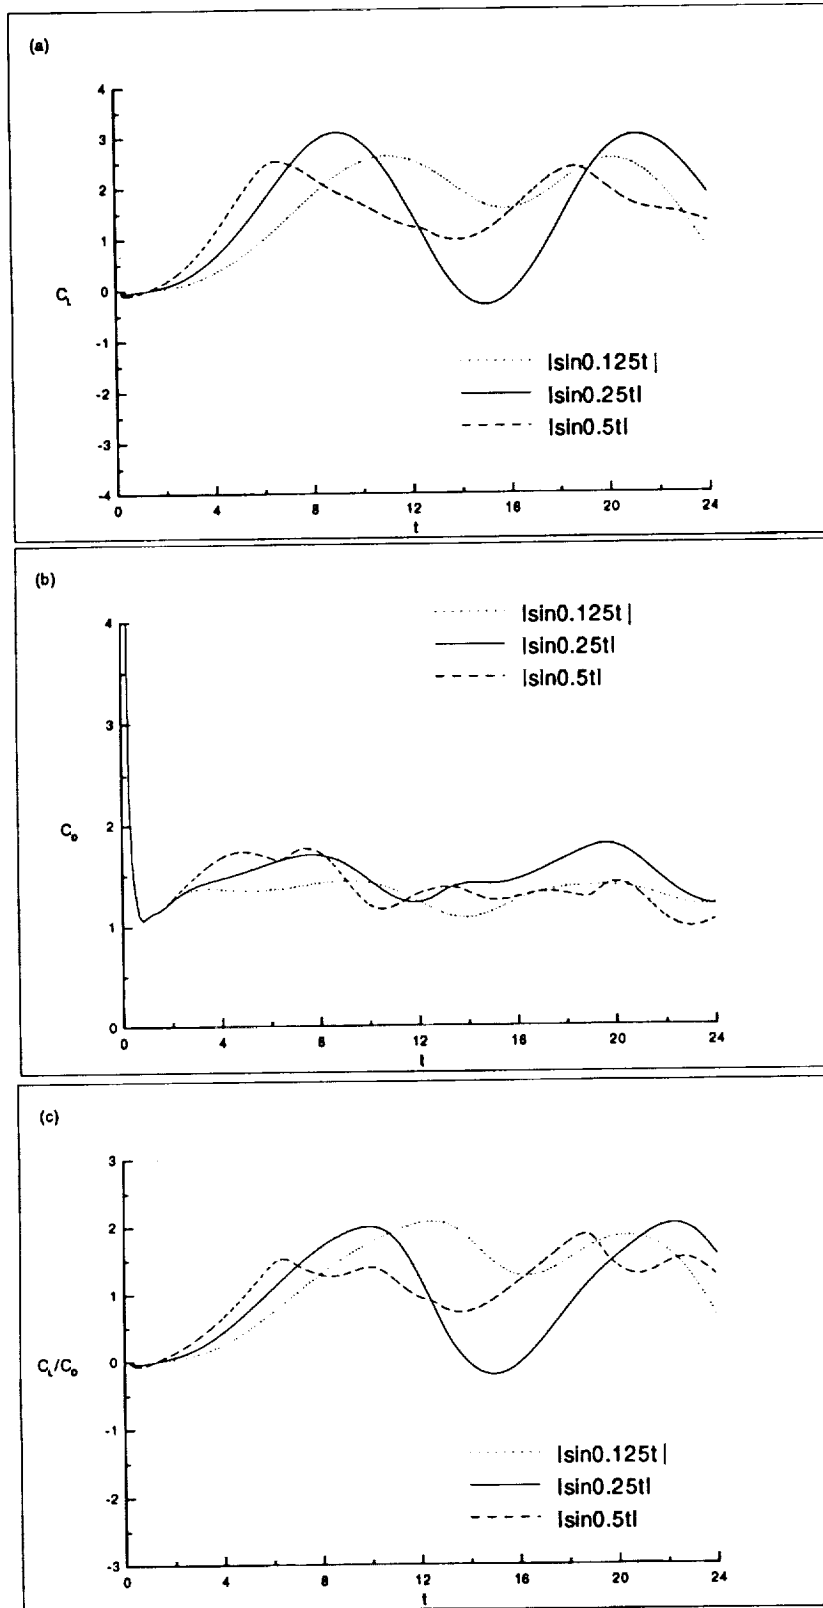 (a)
4
3
2
1
C_L 0
-1
-2
-3
-4
0 4 8 12 16 20 24
t
|sin0.125t|
|sin0.25t|
|sin0.5t|
(b)
|sin0.125t|
|sin0.25t|
|sin0.5t|
4
3
C_D 2
1
0
0 4 8 12 16 20 24
t
(c)
3
2
1
C_L/C_D 0
-1
-2
-3
|sin0.125t|
|sin0.25t|
|sin0.5t|
0 4 8 12 16 20 24
t